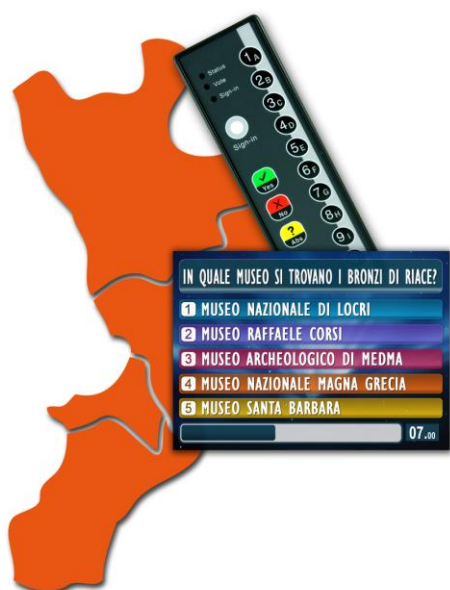 Status
Vote
Sign-in
Sign-in
1A
2B
3C
4D
5E
6F
7G
8H
9I
Yes
No
?
Abs
IN QUALE MUSEO SI TROVANO I BRONZI DI RIACE?
1 MUSEO NAZIONALE DI LOCRI
2 MUSEO RAFFAELE CORSI
3 MUSEO ARCHEOLOGICO DI MEDMA
4 MUSEO NAZIONALE MAGNA GRECIA
5 MUSEO SANTA BARBARA
07.00